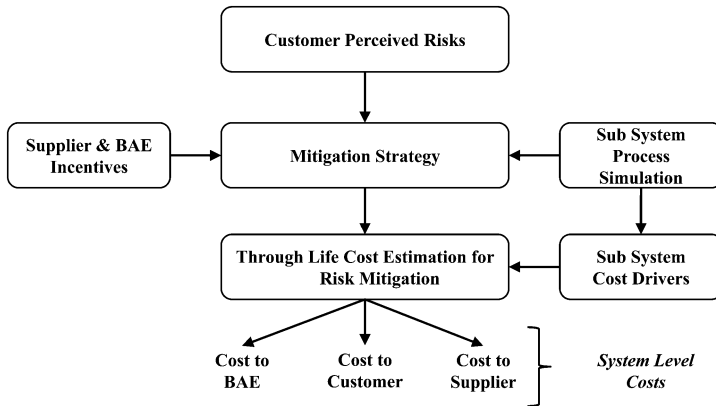 Customer Perceived Risks
Supplier & BAE
Incentives
Mitigation Strategy
Sub System
Process
Simulation
Through Life Cost Estimation for
Risk Mitigation
Sub System
Cost Drivers
Cost to
BAE
Cost to
Customer
Cost to
Supplier
System Level
Costs